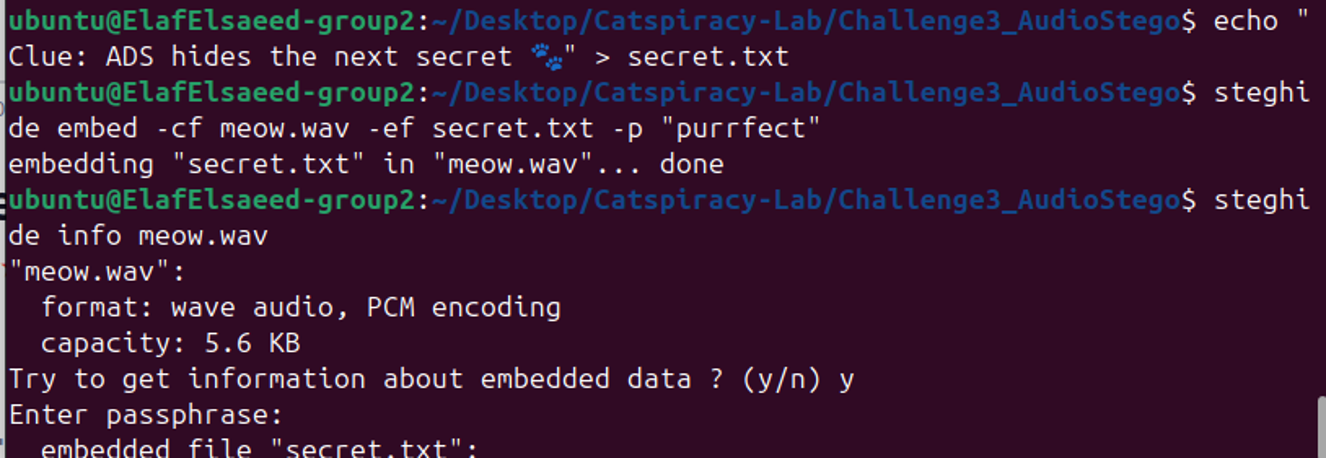 ubuntu@ElafElsaeed-group2:~/Desktop/Catspiracy-Lab/Challenge3_AudioStego$ echo "
Clue: ADS hides the next secret 🐾" > secret.txt
ubuntu@ElafElsaeed-group2:~/Desktop/Catspiracy-Lab/Challenge3_AudioStego$ steghi
de embed -cf meow.wav -ef secret.txt -p "purrfect"
embedding "secret.txt" in "meow.wav"... done
ubuntu@ElafElsaeed-group2:~/Desktop/Catspiracy-Lab/Challenge3_AudioStego$ steghi
de info meow.wav
"meow.wav":
  format: wave audio, PCM encoding
  capacity: 5.6 KB
Try to get information about embedded data ? (y/n) y
Enter passphrase:
  embedded file "secret.txt":